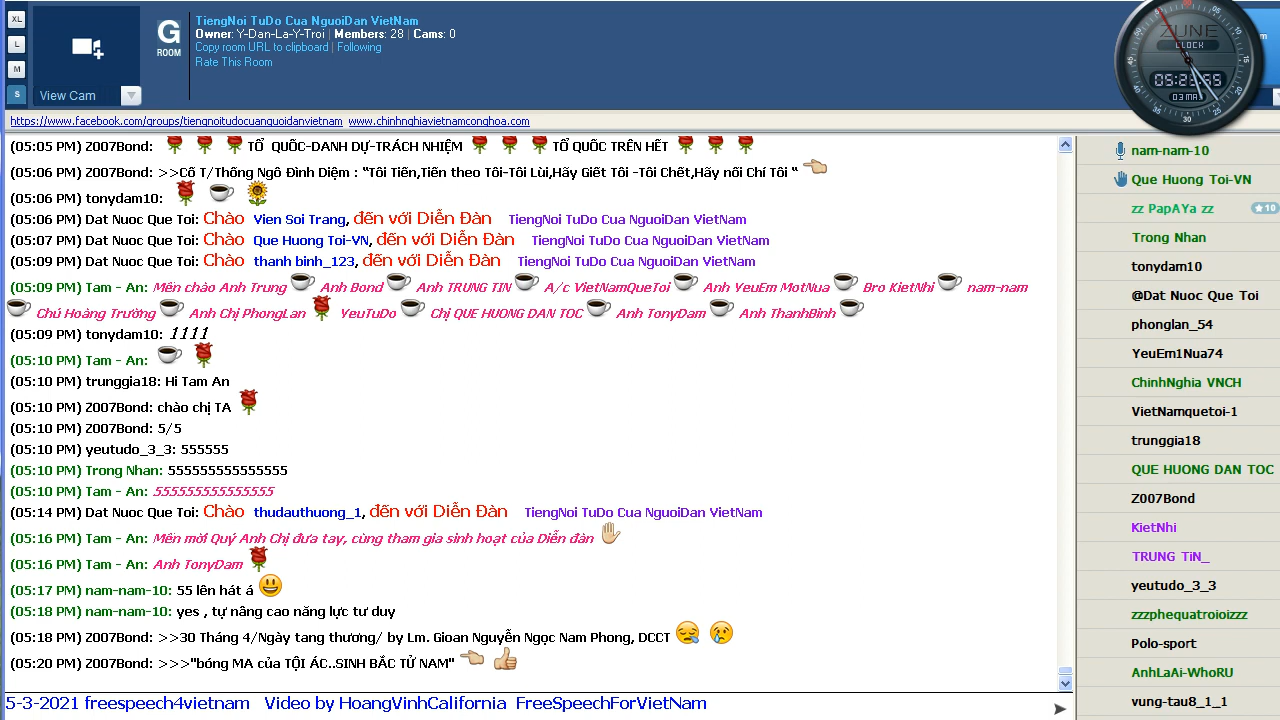 XL
L
M
S
View Cam
G
ROOM
TiengNoi TuDo Cua NguoiDan VietNam
Owner: Y-Dan-La-Y-Troi | Members: 28 | Cams: 0
Copy room URL to clipboard | Following
Rate This Room
ZUNE
CLOCK
03 MAR
https://www.facebook.com/groups/tiengnoitudocuanguoidanvietnam www.chinhnghiavietnamconghoa.com
(05:05 PM) Z007Bond: TỔ QUỐC-DANH DỰ-TRÁCH NHIỆM TỔ QUỐC TRÊN HẾT
(05:06 PM) Z007Bond: >>Cố T/Thống Ngô Đình Diệm : "Tôi Tiến,Tiến theo Tôi-Tôi Lùi,Hãy Giết Tôi -Tôi Chết,Hãy nối Chí Tôi "
(05:06 PM) tonydam10:
(05:06 PM) Dat Nuoc Que Toi: Chào Vien Soi Trang, đến với Diễn Đàn TiengNoi TuDo Cua NguoiDan VietNam
(05:07 PM) Dat Nuoc Que Toi: Chào Que Huong Toi-VN, đến với Diễn Đàn TiengNoi TuDo Cua NguoiDan VietNam
(05:09 PM) Dat Nuoc Que Toi: Chào thanh binh_123, đến với Diễn Đàn TiengNoi TuDo Cua NguoiDan VietNam
(05:09 PM) Tam - An: Mến chào Anh Trung Anh Bond Anh TRUNG TIN A/c VietNamQueToi Anh YeuEm MotNua Bro KietNhi nam-nam
Chú Hoàng Trường Anh Chị PhongLan YeuTuDo Chị QUE HUONG DAN TOC Anh TonyDam Anh ThanhBinh
(05:09 PM) tonydam10: 1111
(05:10 PM) Tam - An:
(05:10 PM) trunggia18: Hi Tam An
(05:10 PM) Z007Bond: chào chị TA
(05:10 PM) Z007Bond: 5/5
(05:10 PM) yeutudo_3_3: 555555
(05:10 PM) Trong Nhan: 555555555555555
(05:10 PM) Tam - An: 555555555555555
(05:14 PM) Dat Nuoc Que Toi: Chào thudauthuong_1, đến với Diễn Đàn TiengNoi TuDo Cua NguoiDan VietNam
(05:16 PM) Tam - An: Mến mời Quý Anh Chị đưa tay, cùng tham gia sinh hoạt của Diễn đàn
(05:16 PM) Tam - An: Anh TonyDam
(05:17 PM) nam-nam-10: 55 lên hát á
(05:18 PM) nam-nam-10: yes , tự nâng cao năng lực tư duy
(05:18 PM) Z007Bond: >>30 Tháng 4/Ngày tang thương/ by Lm. Gioan Nguyễn Ngọc Nam Phong, DCCT
(05:20 PM) Z007Bond: >>>"bóng MA của TỘI ÁC..SINH BẮC TỬ NAM"
nam-nam-10
Que Huong Toi-VN
zz PapAYa zz
★10
Trong Nhan
tonydam10
@Dat Nuoc Que Toi
phonglan_54
YeuEm1Nua74
ChinhNghia VNCH
VietNamquetoi-1
trunggia18
QUE HUONG DAN TOC
Z007Bond
KietNhi
TRUNG TiN_
yeutudo_3_3
zzzphequatroioizzz
Polo-sport
AnhLaAi-WhoRU
vung-tau8_1_1
5-3-2021 freespeech4vietnam Video by HoangVinhCalifornia FreeSpeechForVietNam